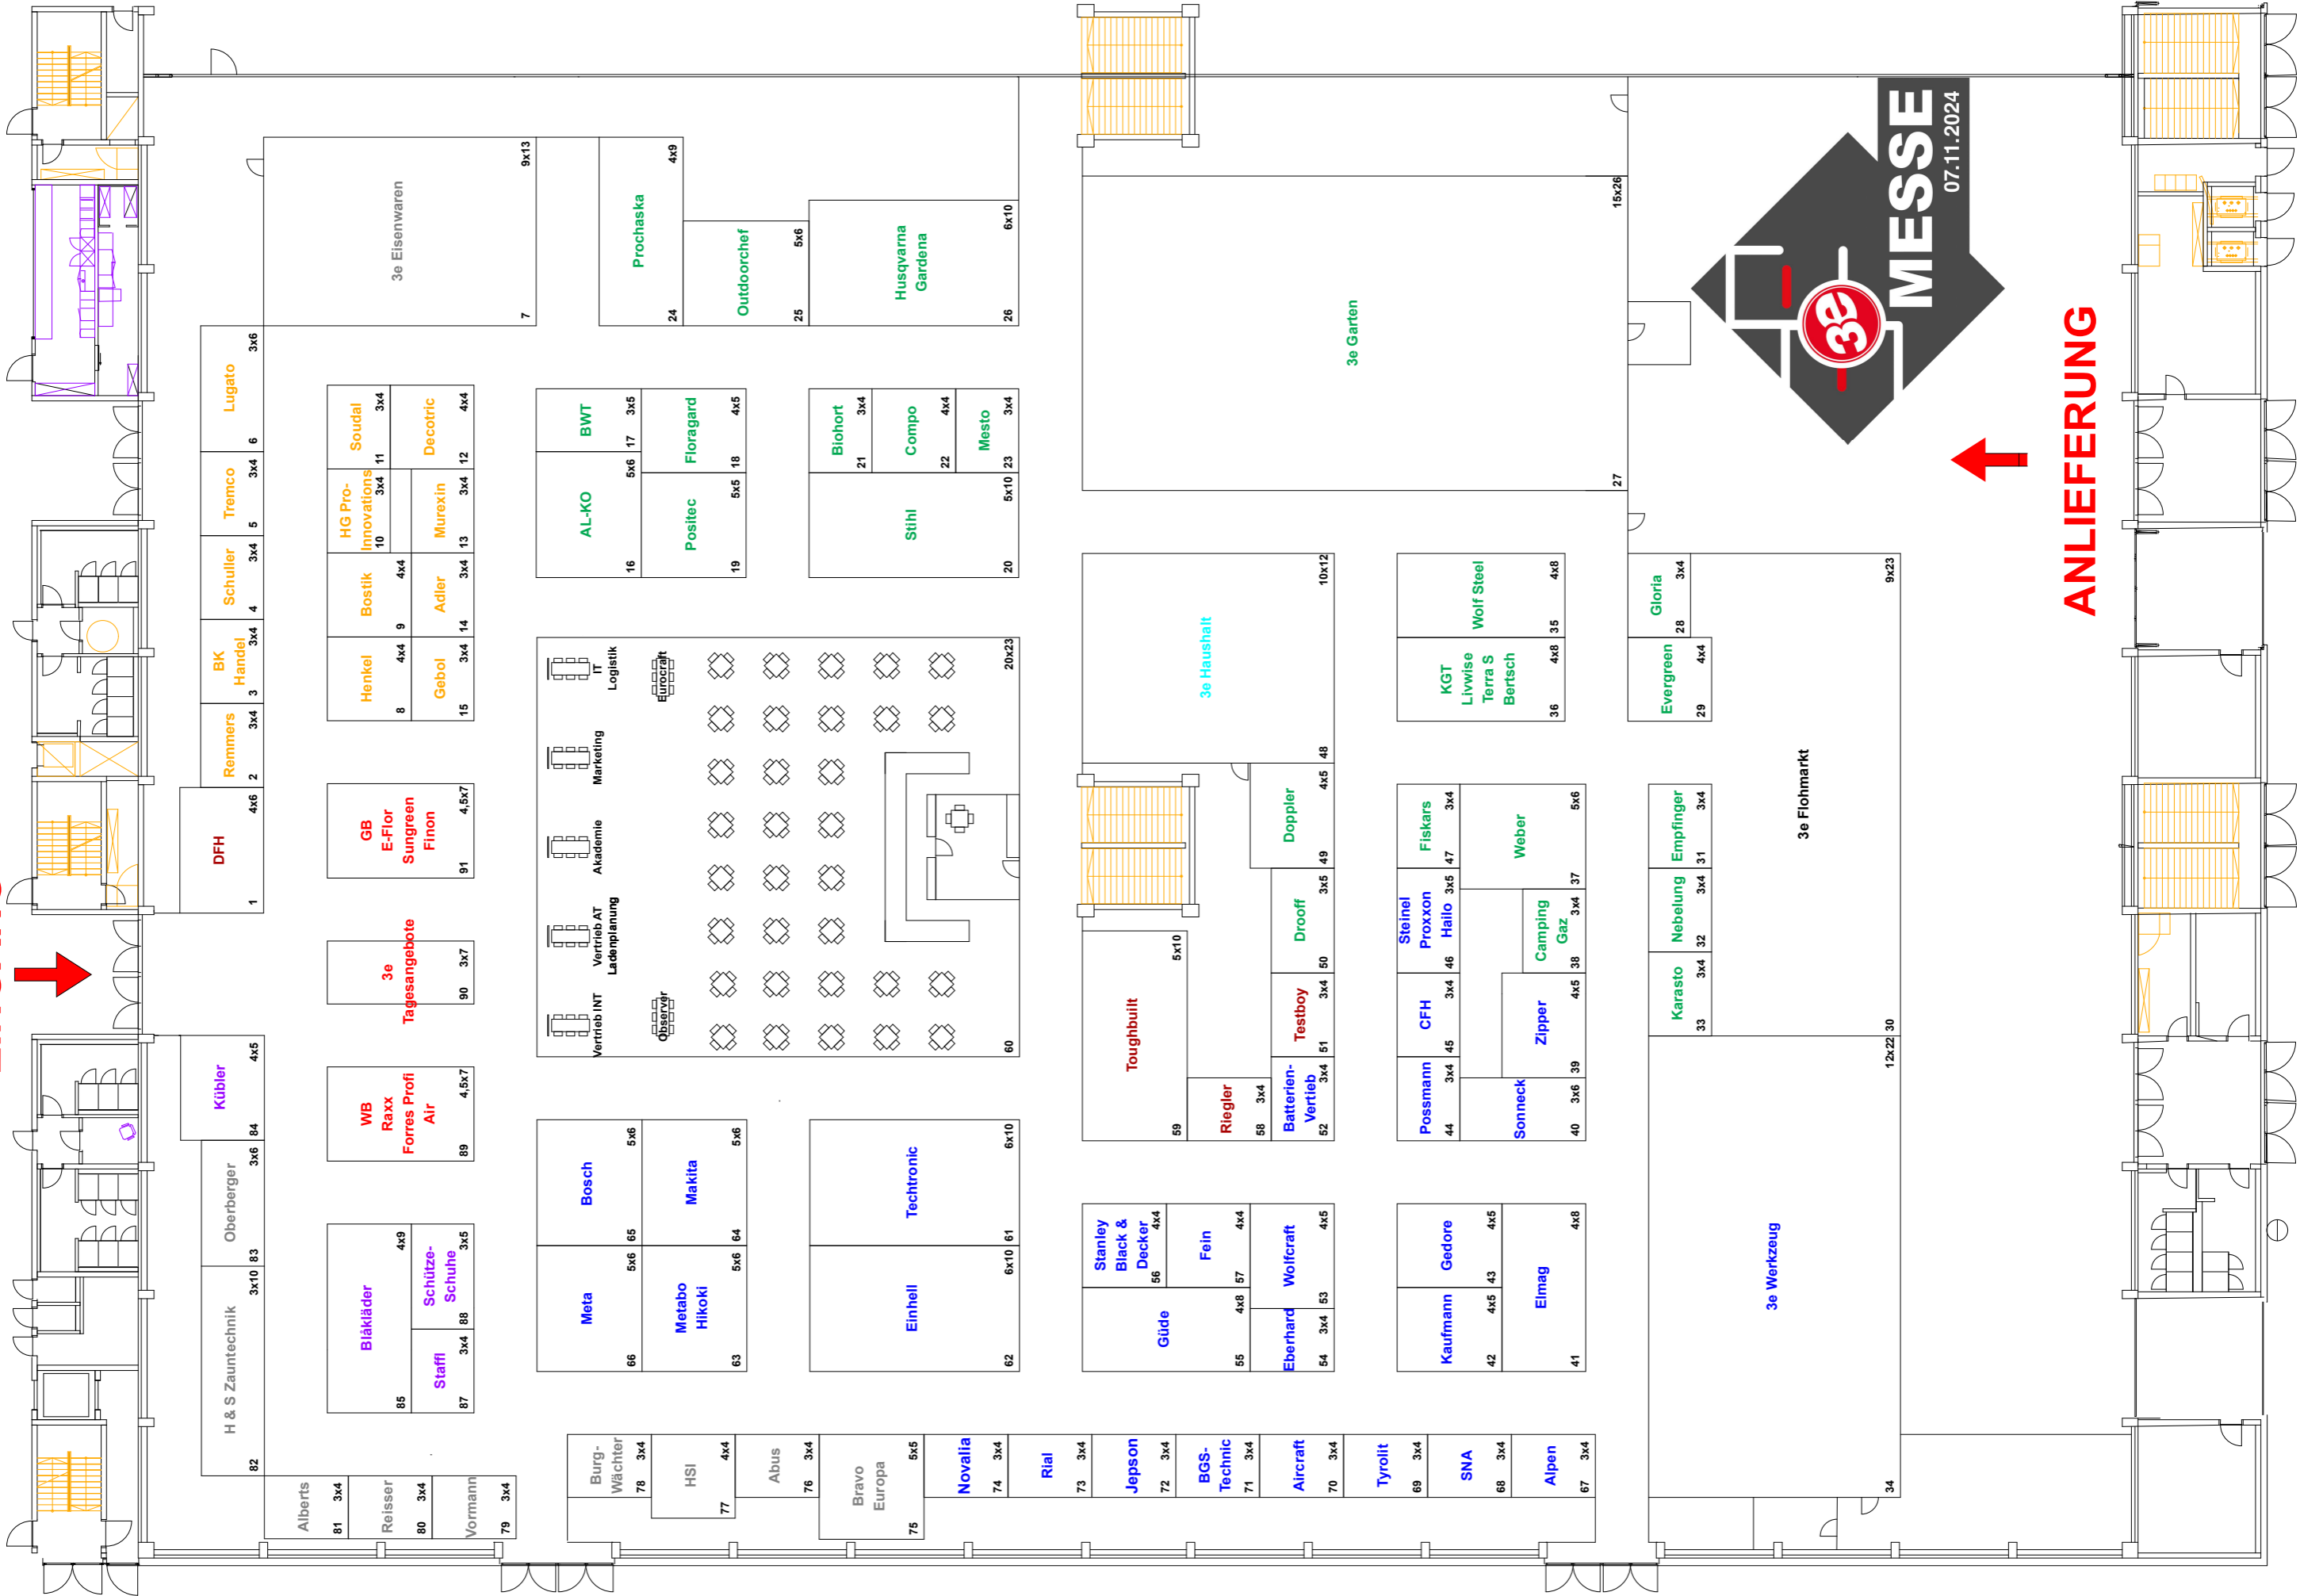 DFH
1
4x6
Remmers
2
3x4
BK
Handel
3
3x4
Schuller
4
3x4
Tremco
5
3x4
Lugato
6
3x6
3e Eisenwaren
7
9x13
Henkel
8
4x4
Bostik
9
4x4
HG Pro-
Innovations
10
3x4
Soudal
11
3x4
Decotric
12
4x4
Murexin
13
3x4
Adler
14
3x4
Gebol
15
3x4
AL-KO
16
5x6
BWT
17
3x5
Floragard
18
4x5
Positec
19
5x5
Stihl
20
5x10
Biohort
21
3x4
Compo
22
4x4
Mesto
23
3x4
Prochaska
24
4x9
Outdoorchef
25
5x6
Husqvarna
Gardena
26
6x10
3e Garten
27
15x26
Gloria
28
3x4
Evergreen
29
4x4
3e Flohmarkt
30
9x23
Empfinger
31
3x4
Nebelung
32
3x4
Karasto
33
3x4
3e Werkzeug
34
12x22
Wolf Steel
35
4x8
KGT
Livwise
Terra S
Bertsch
36
4x8
Weber
37
5x6
Camping
Gaz
38
3x4
Zipper
39
4x5
Sonneck
40
3x6
Elmag
41
4x8
Kaufmann
42
4x5
Gedore
43
4x5
Possmann
44
3x4
CFH
45
3x4
Steinel
Proxxon
Hailo
46
3x5
Fiskars
47
3x4
3e Haushalt
48
10x12
Doppler
49
4x5
Drooff
50
3x5
Testboy
51
3x4
Batterien-
Vertrieb
52
3x4
Wolfcraft
53
4x5
Eberhard
54
3x4
Güde
55
4x8
Stanley
Black &
Decker
56
4x4
Fein
57
4x4
Riegler
58
3x4
Toughbuilt
59
5x10
Vertrieb INT
Vertrieb AT
Ladenplanung
Akademie
Marketing
IT
Logistik
Observer
Eurocraft
60
20x23
Techtronic
61
6x10
Einhell
62
6x10
Metabo
Hikoki
63
5x6
Makita
64
5x6
Bosch
65
5x6
Meta
66
5x6
Alpen
67
3x4
SNA
68
3x4
Tyrolit
69
3x4
Aircraft
70
3x4
BGS-
Technic
71
3x4
Jepson
72
3x4
Rial
73
3x4
Novalia
74
3x4
Bravo
Europa
75
5x5
Abus
76
3x4
HSI
77
4x4
Burg-
Wächter
78
3x4
Vormann
79
3x4
Reisser
80
3x4
Alberts
81
3x4
H & S Zauntechnik
82
3x10
Oberberger
83
3x6
Kübler
84
4x5
Blåkläder
85
4x9
Staffl
87
3x4
Schütze-
Schuhe
88
3x5
WB
Raxx
Forres Profi
Air
89
4,5x7
3e
Tagesangebote
90
3x7
GB
E-Flor
Sungreen
Finon
91
4,5x7
3e
MESSE
07.11.2024
ANLIEFERUNG